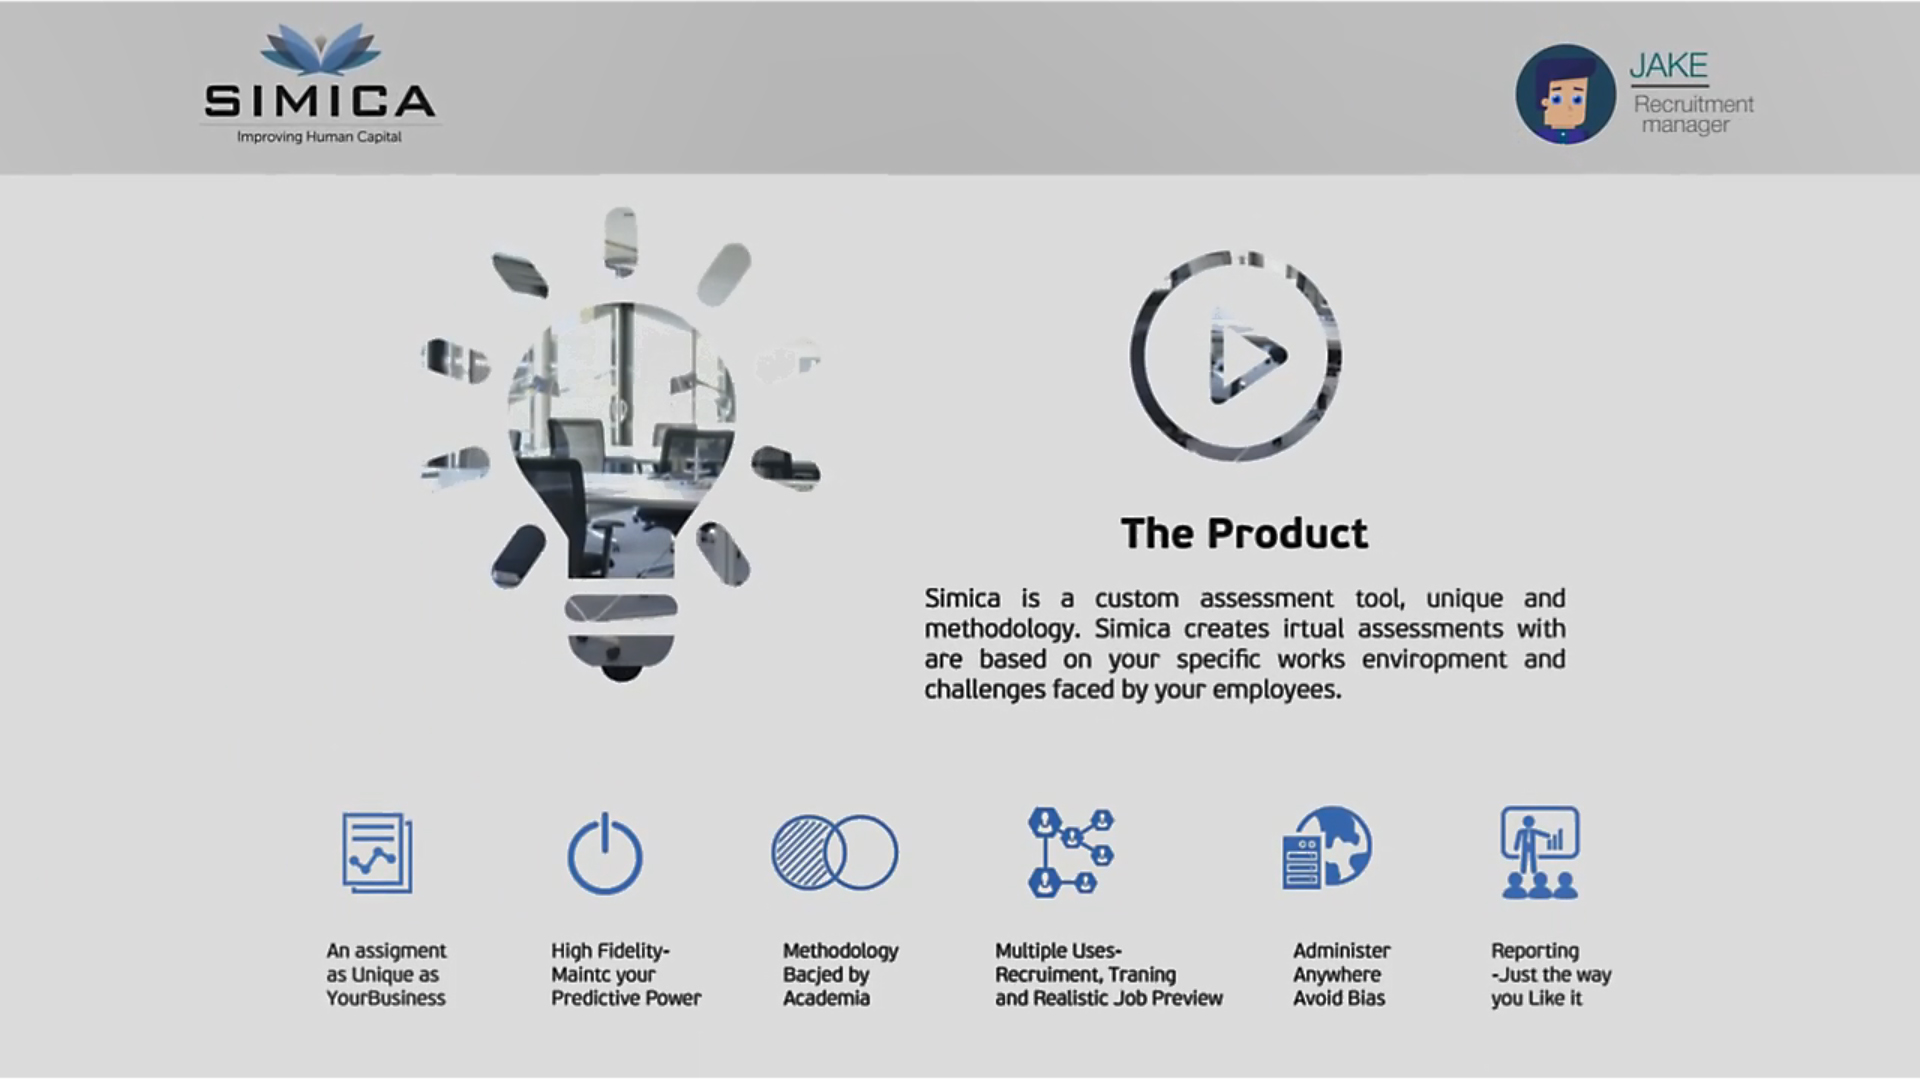 SIMICA
Improving Human Capital
JAKE
Recruitment
manager
The Product
Simica is a custom assessment tool, unique and
methodology. Simica creates irtual assessments with
are based on your specific works enviropment and
challenges faced by your employees.
An assigment
as Unique as
YourBusiness
High Fidelity-
Maintc your
Predictive Power
Methodology
Bacjed by
Academia
Multiple Uses-
Recruiment, Traning
and Realistic Job Preview
Administer
Anywhere
Avoid Bias
Reporting
-Just the way
you Like it